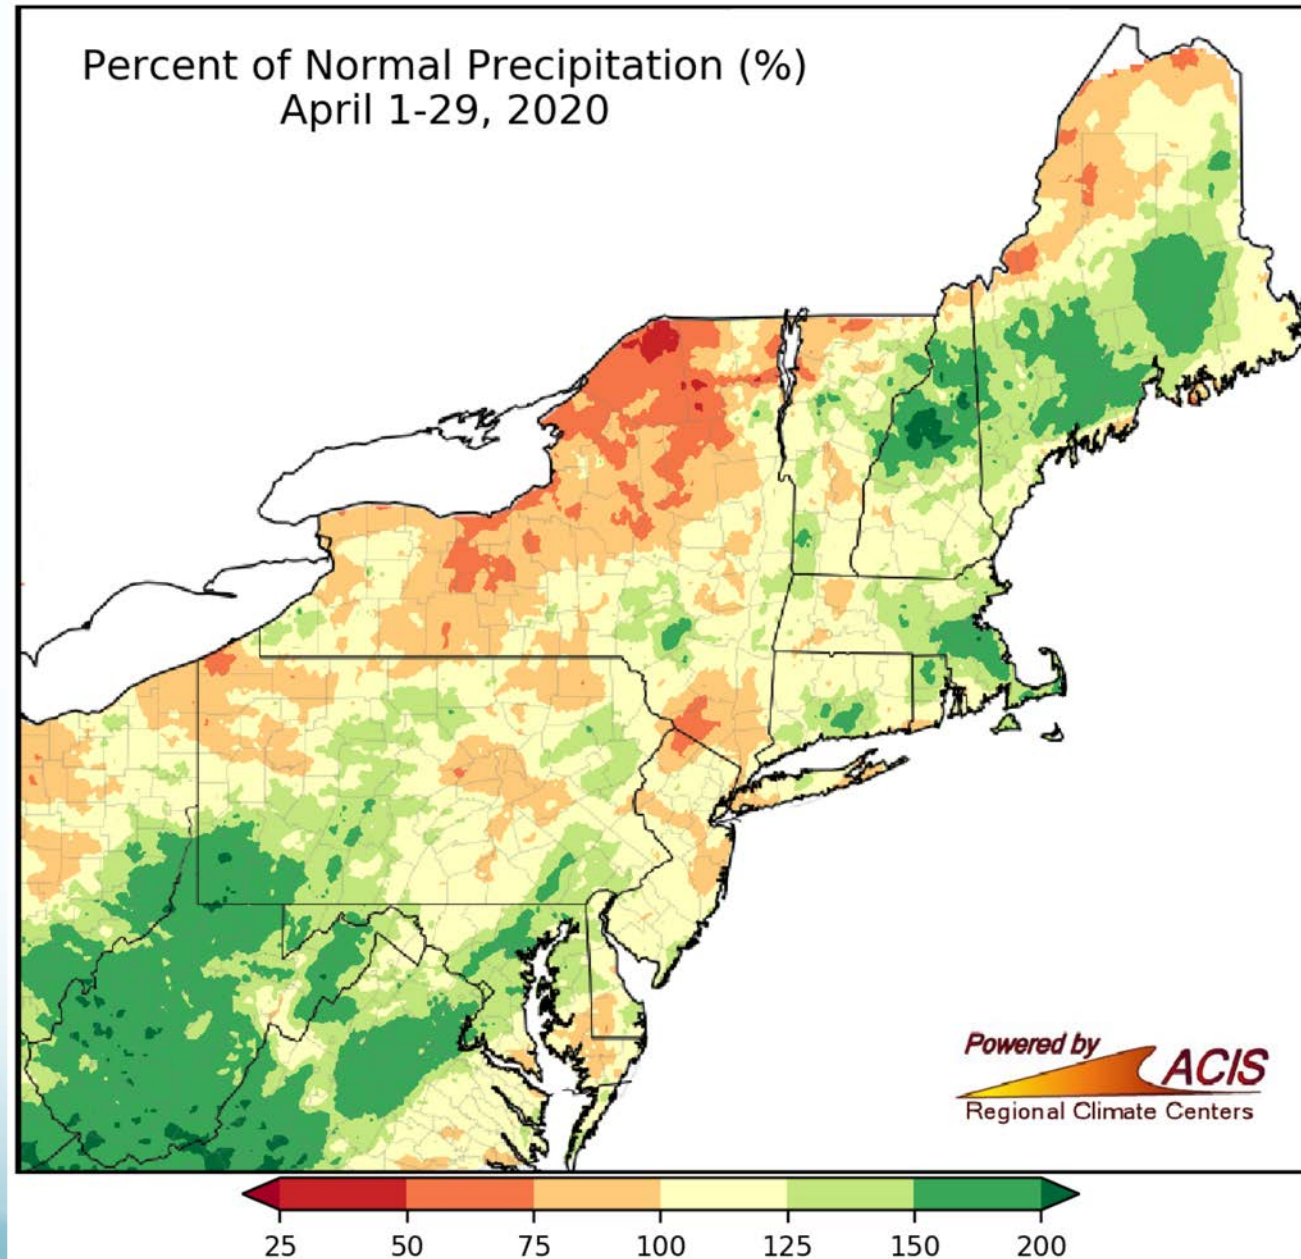 Percent of Normal Precipitation (%)
April 1-29, 2020
Powered by
ACIS
Regional Climate Centers
25 50 75 100 125 150 200